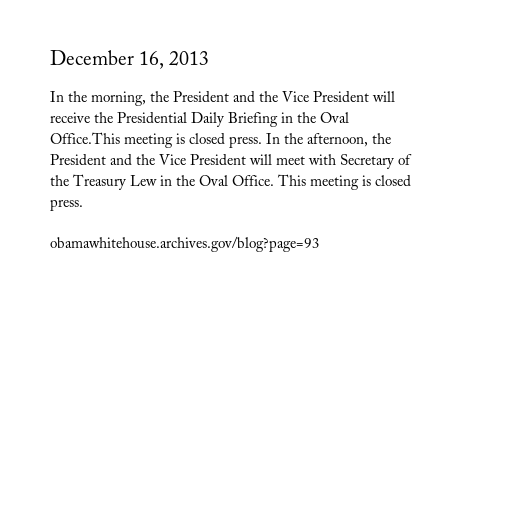 December 16, 2013
In the morning, the President and the Vice President will
receive the Presidential Daily Briefing in the Oval
Office.This meeting is closed press. In the afternoon, the
President and the Vice President will meet with Secretary of
the Treasury Lew in the Oval Office. This meeting is closed
press.
obamawhitehouse.archives.gov/blog?page=93